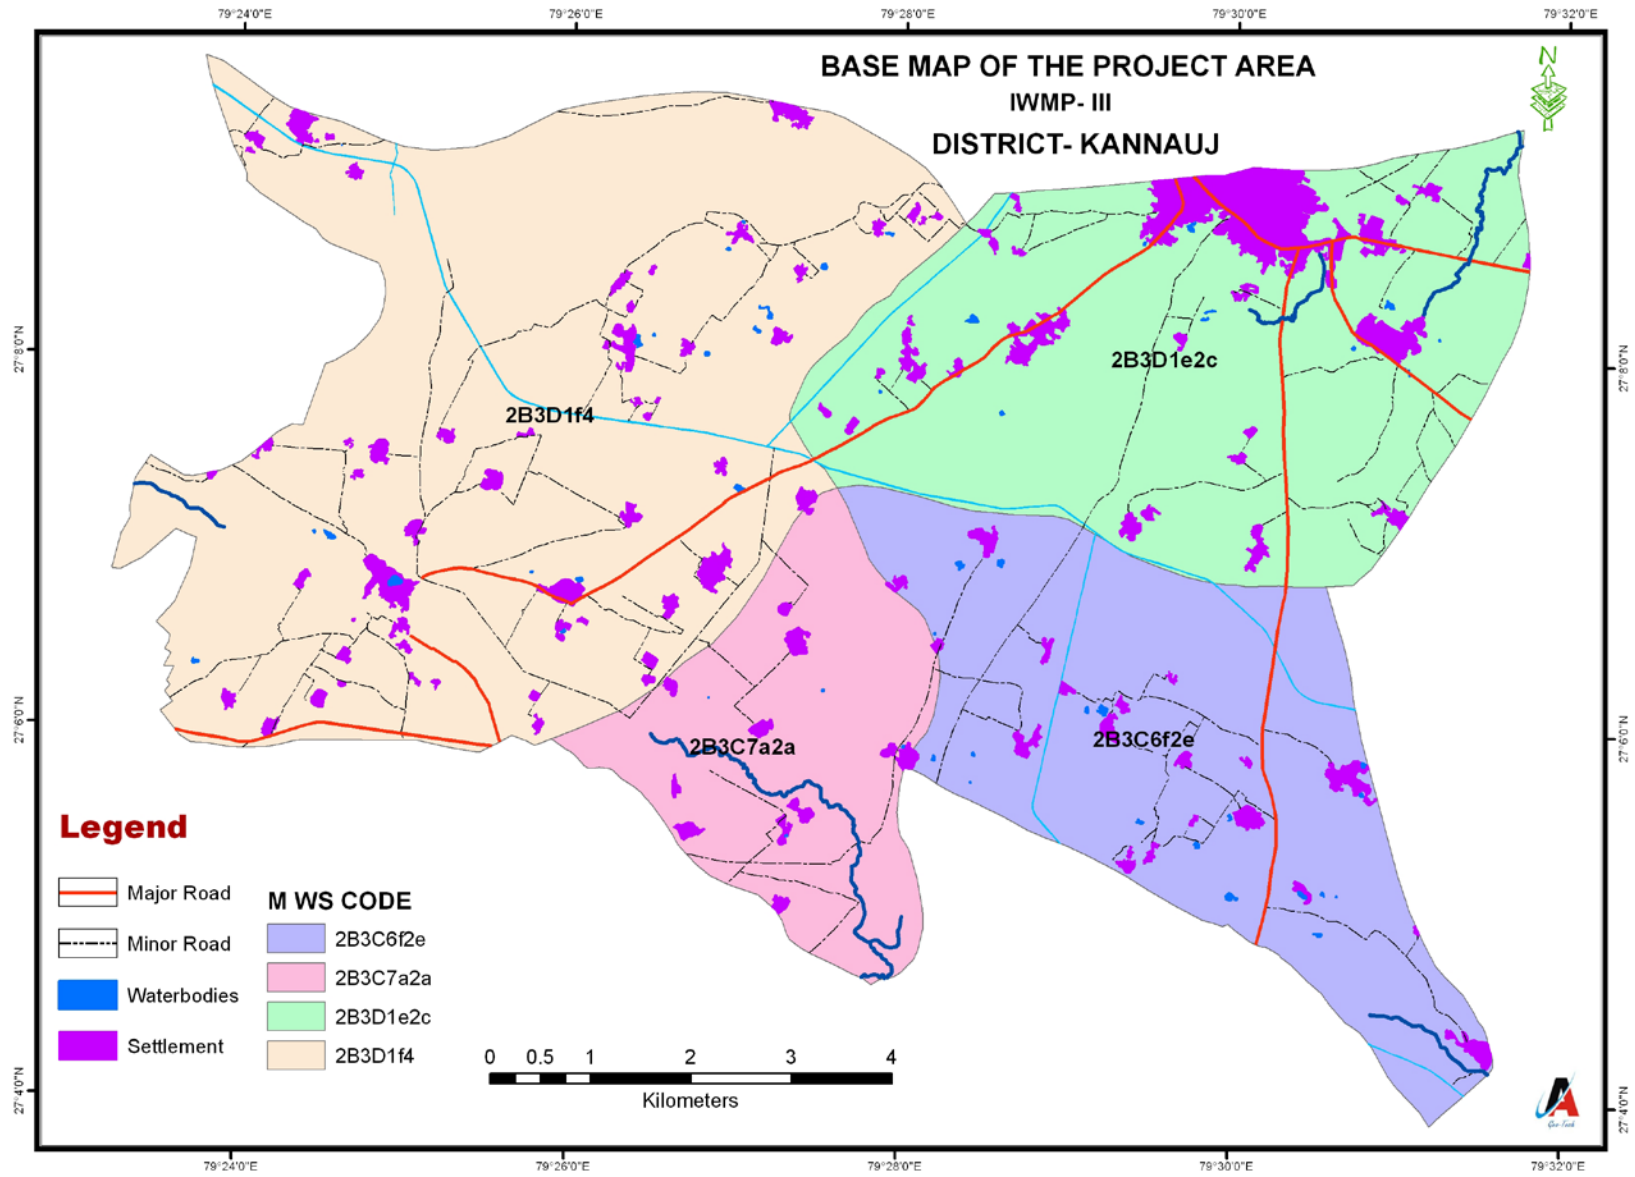 79°24'0"E 79°26'0"E 79°28'0"E 79°30'0"E 79°32'0"E
BASE MAP OF THE PROJECT AREA
IWMP- III
DISTRICT- KANNAUJ
N
27°8'0"N
27°8'0"N
2B3D1e2c
2B3D1f4
27°6'0"N
27°6'0"N
2B3C7a2a
2B3C6f2e
Legend
Major Road
Minor Road
Waterbodies
Settlement
M WS CODE
2B3C6f2e
2B3C7a2a
2B3D1e2c
2B3D1f4
0 0.5 1 2 3 4
Kilometers
27°4'0"N
27°4'0"N
A
Geo Tech
79°24'0"E 79°26'0"E 79°28'0"E 79°30'0"E 79°32'0"E